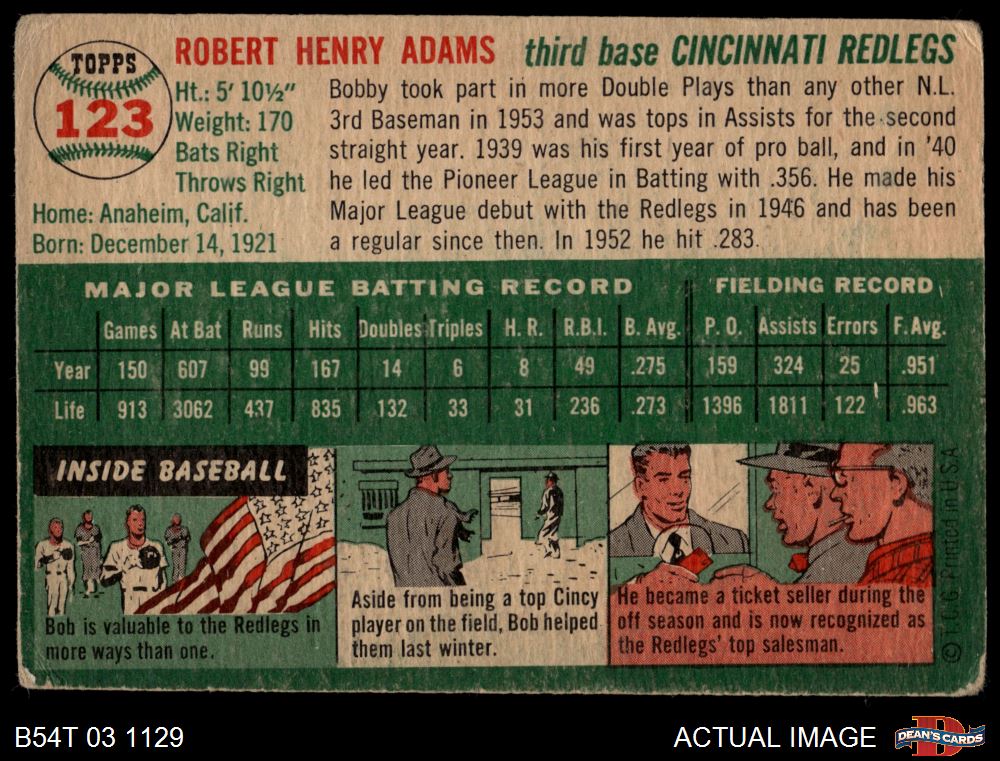 TOPPS
123
ROBERT HENRY ADAMS third base CINCINNATI REDLEGS
Ht.: 5' 10½"
Weight: 170
Bats Right
Throws Right
Home: Anaheim, Calif.
Born: December 14, 1921
Bobby took part in more Double Plays than any other N.L.
3rd Baseman in 1953 and was tops in Assists for the second
straight year. 1939 was his first year of pro ball, and in '40
he led the Pioneer League in Batting with .356. He made his
Major League debut with the Redlegs in 1946 and has been
a regular since then. In 1952 he hit .283.
MAJOR LEAGUE BATTING RECORD FIELDING RECORD
Games At Bat Runs Hits Doubles Triples H. R. R.B.I. B. Avg. P. O. Assists Errors F. Avg.
Year 150 607 99 167 14 6 8 49 .275 159 324 25 .951
Life 913 3062 437 835 132 33 31 236 .273 1396 1811 122 .963
INSIDE BASEBALL
Bob is valuable to the Redlegs in
more ways than one.
Aside from being a top Cincy
player on the field, Bob helped
them last winter.
He became a ticket seller during the
off season and is now recognized as
the Redlegs' top salesman.
© T.C.G. Printed in U.S.A.
B54T 03 1129
ACTUAL IMAGE
DEAN'S CARDS